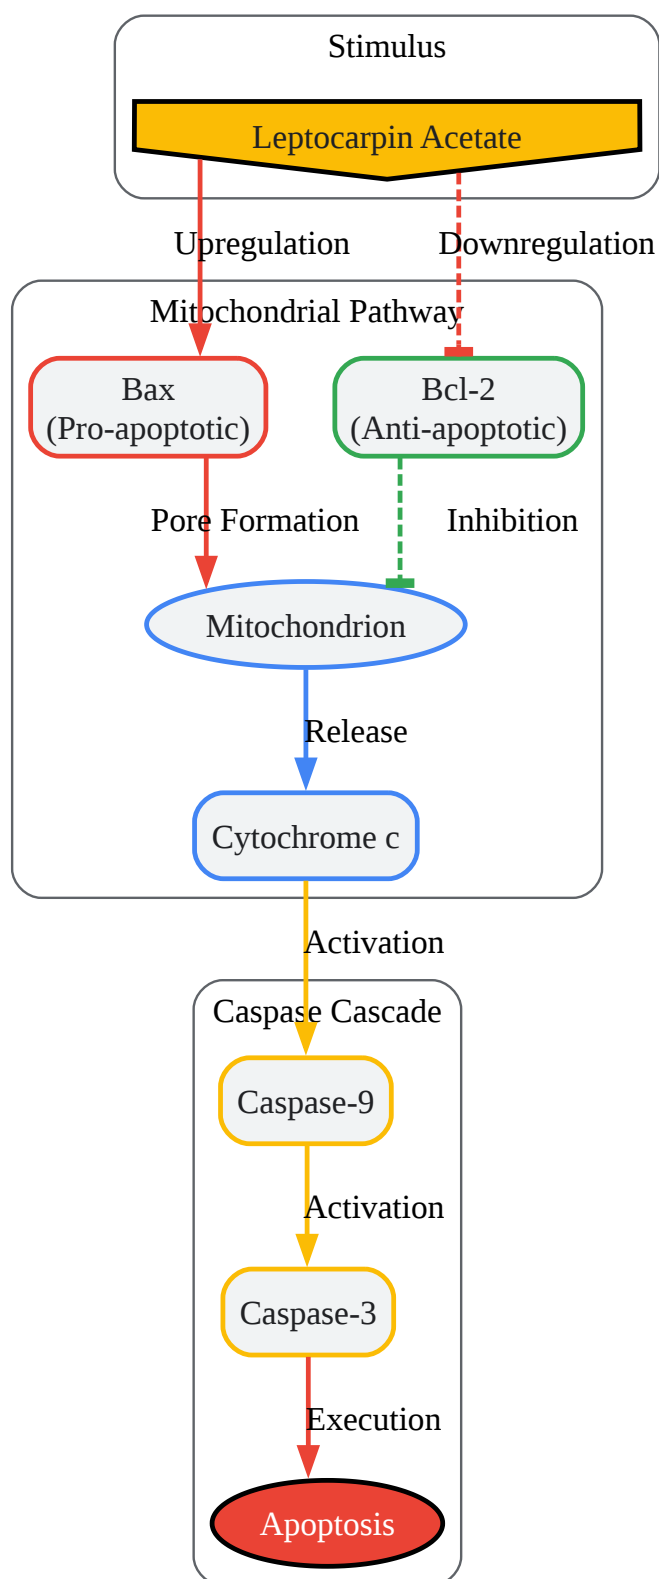 Stimulus
Leptocarpin Acetate
Upregulation
Downregulation
Mitochondrial Pathway
Bax
(Pro-apoptotic)
Bcl-2
(Anti-apoptotic)
Pore Formation
Inhibition
Mitochondrion
Release
Cytochrome c
Activation
Caspase Cascade
Caspase-9
Activation
Caspase-3
Execution
Apoptosis